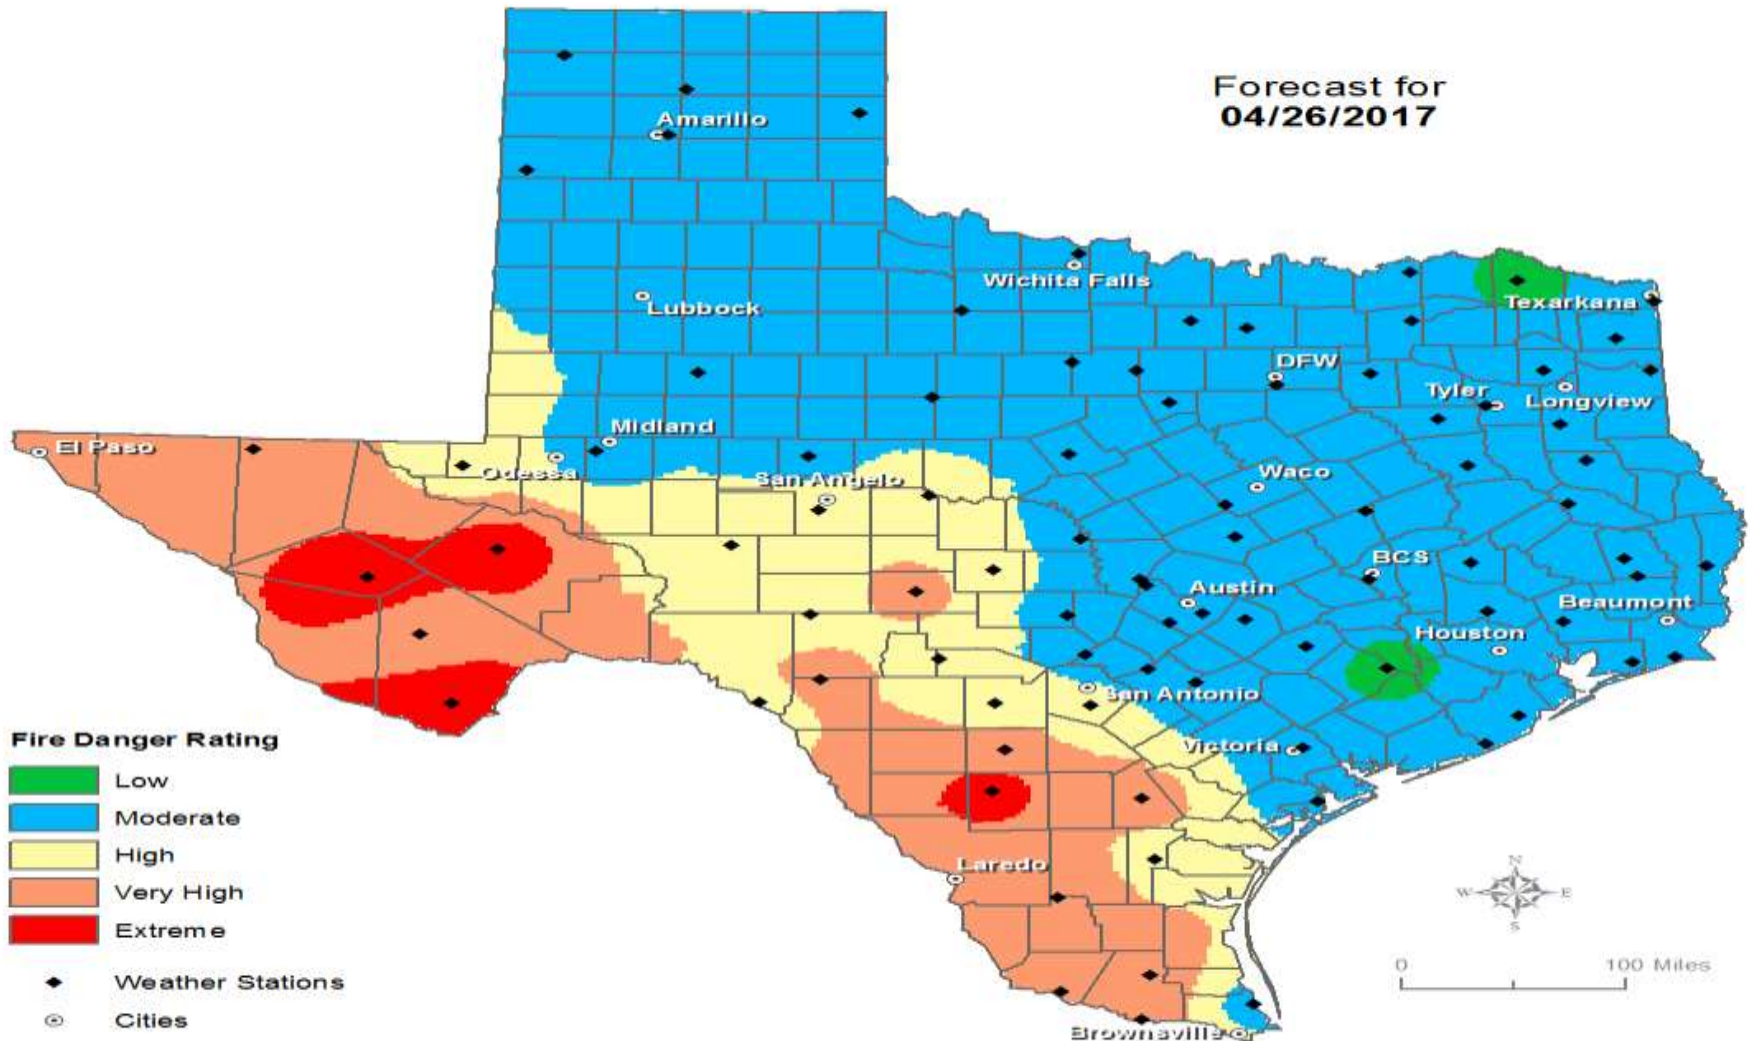 Forecast for
04/26/2017
Amarillo
Wichita Falls
Lubbock
Texarkana
DFW
Tyler
Longview
Midland
El Paso
Odessa
San Angelo
Waco
BCS
Austin
Beaumont
Houston
San Antonio
Victoria
Laredo
Brownsville
Fire Danger Rating
Low
Moderate
High
Very High
Extreme
Weather Stations
Cities
N
W E
S
0 100 Miles